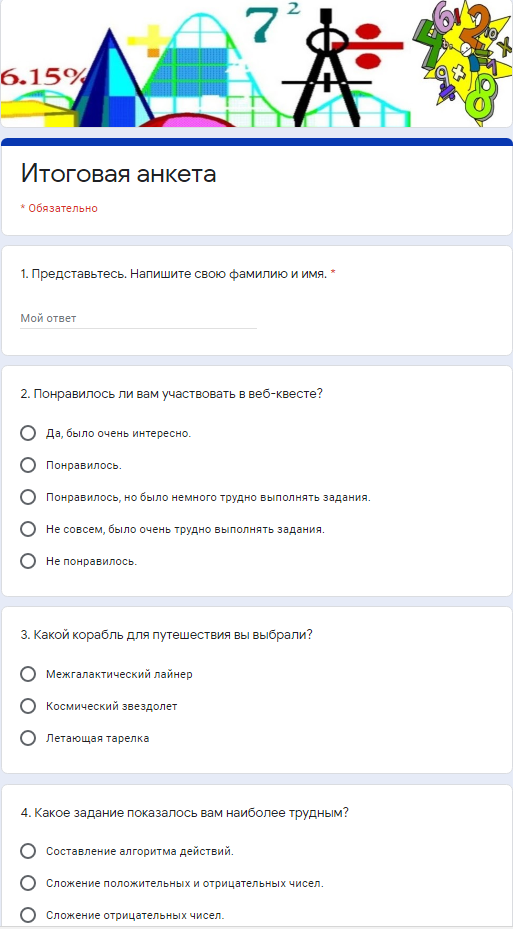 7²
6.15%
Итоговая анкета
* Обязательно
1. Представьтесь. Напишите свою фамилию и имя. *
Мой ответ
2. Понравилось ли вам участвовать в веб-квесте?
Да, было очень интересно.
Понравилось.
Понравилось, но было немного трудно выполнять задания.
Не совсем, было очень трудно выполнять задания.
Не понравилось.
3. Какой корабль для путешествия вы выбрали?
Межгалактический лайнер
Космический звездолет
Летающая тарелка
4. Какое задание показалось вам наиболее трудным?
Составление алгоритма действий.
Сложение положительных и отрицательных чисел.
Сложение отрицательных чисел.